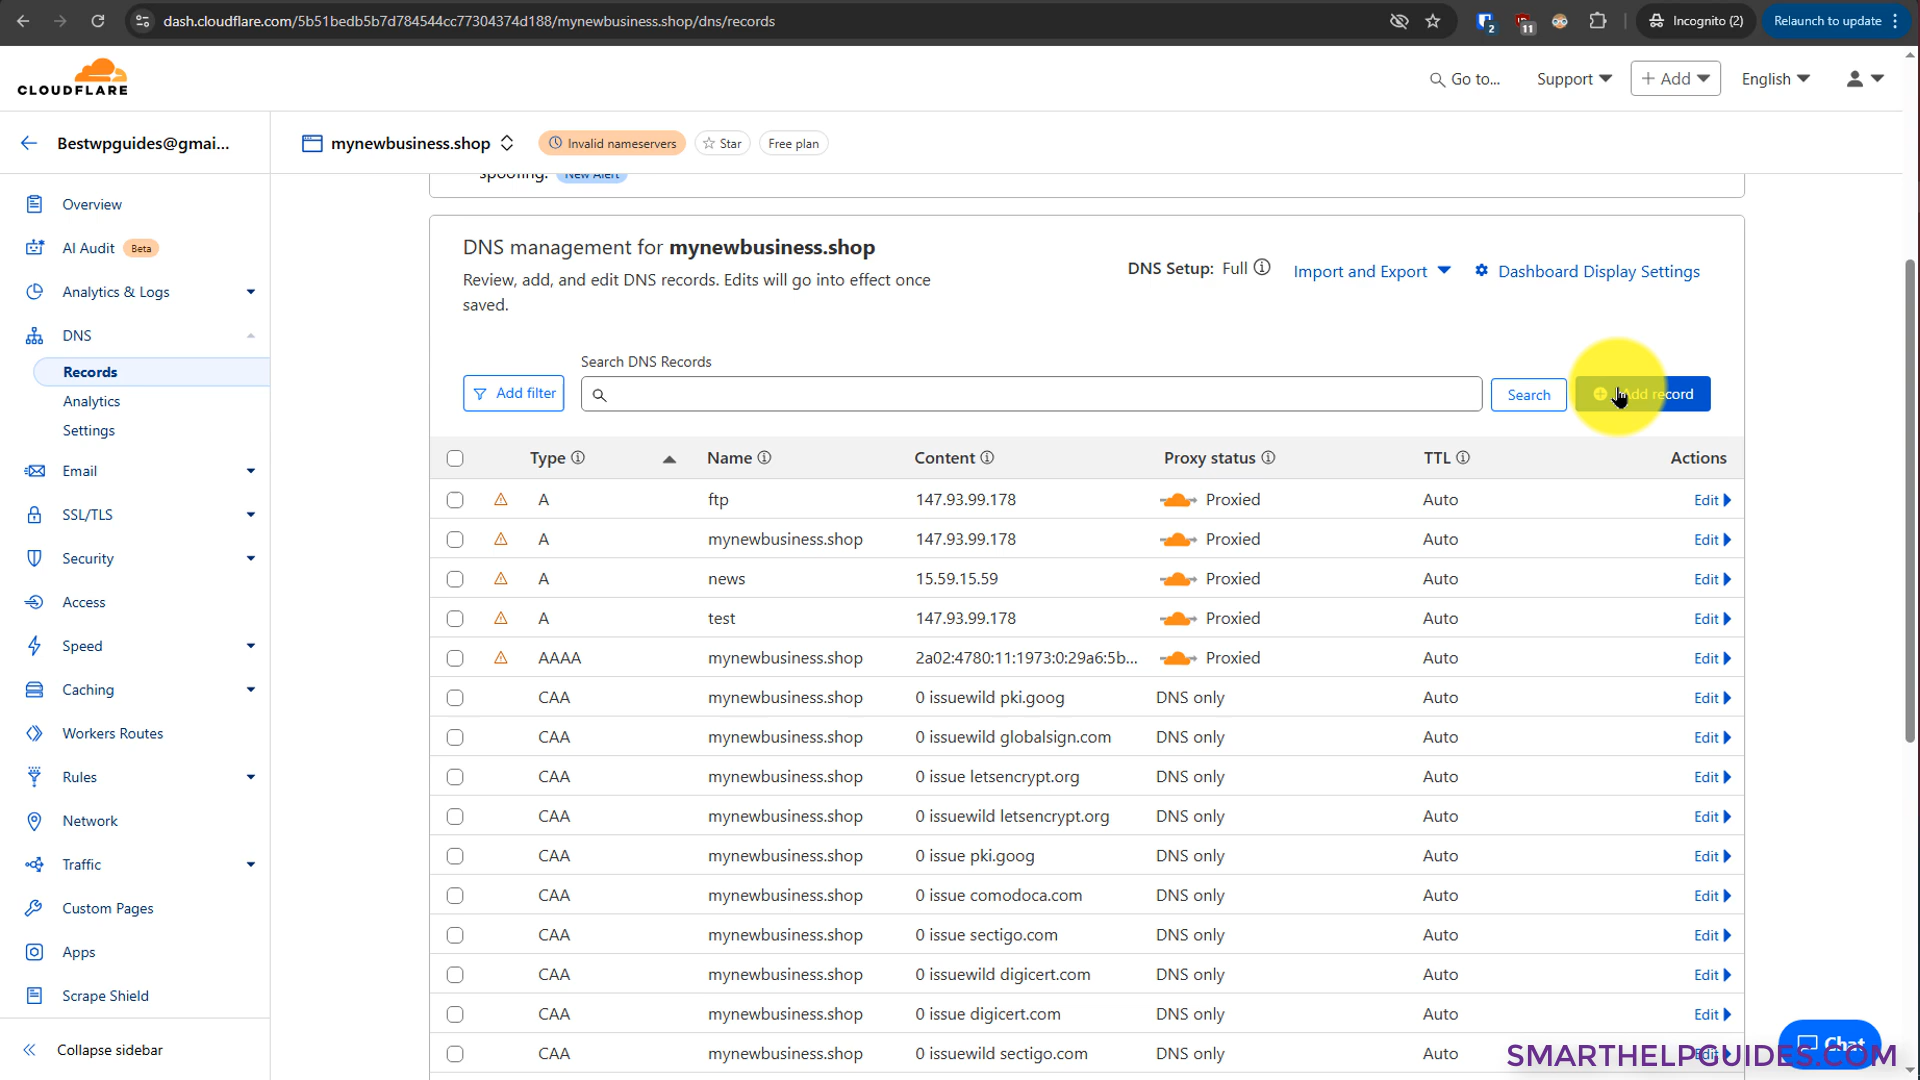 dash.cloudflare.com/5b51bedb5b7d784544cc77304374d188/mynewbusiness.shop/dns/records
2
11
Incognito (2)
Relaunch to update
CLOUDFLARE
Go to...
Support
+ Add
English
Bestwpguides@gmai...
mynewbusiness.shop
Invalid nameservers
Star
Free plan
Overview
AI Audit Beta
Analytics & Logs
DNS
Records
Analytics
Settings
Email
SSL/TLS
Security
Access
Speed
Caching
Workers Routes
Rules
Network
Traffic
Custom Pages
Apps
Scrape Shield
Collapse sidebar
spoofing. New Alert
DNS management for mynewbusiness.shop
Review, add, and edit DNS records. Edits will go into effect once
saved.
DNS Setup: Full
Import and Export
Dashboard Display Settings
Search DNS Records
Add filter
Search
Add record
Type Name Content Proxy status TTL Actions
A ftp 147.93.99.178 Proxied Auto Edit
A mynewbusiness.shop 147.93.99.178 Proxied Auto Edit
A news 15.59.15.59 Proxied Auto Edit
A test 147.93.99.178 Proxied Auto Edit
AAAA mynewbusiness.shop 2a02:4780:11:1973:0:29a6:5b... Proxied Auto Edit
CAA mynewbusiness.shop 0 issuewild pki.goog DNS only Auto Edit
CAA mynewbusiness.shop 0 issuewild globalsign.com DNS only Auto Edit
CAA mynewbusiness.shop 0 issue letsencrypt.org DNS only Auto Edit
CAA mynewbusiness.shop 0 issuewild letsencrypt.org DNS only Auto Edit
CAA mynewbusiness.shop 0 issue pki.goog DNS only Auto Edit
CAA mynewbusiness.shop 0 issue comodoca.com DNS only Auto Edit
CAA mynewbusiness.shop 0 issue sectigo.com DNS only Auto Edit
CAA mynewbusiness.shop 0 issuewild digicert.com DNS only Auto Edit
CAA mynewbusiness.shop 0 issue digicert.com DNS only Auto Edit
CAA mynewbusiness.shop 0 issuewild sectigo.com DNS only Auto Edit
Chat
SMARTHELPGUIDES.COM